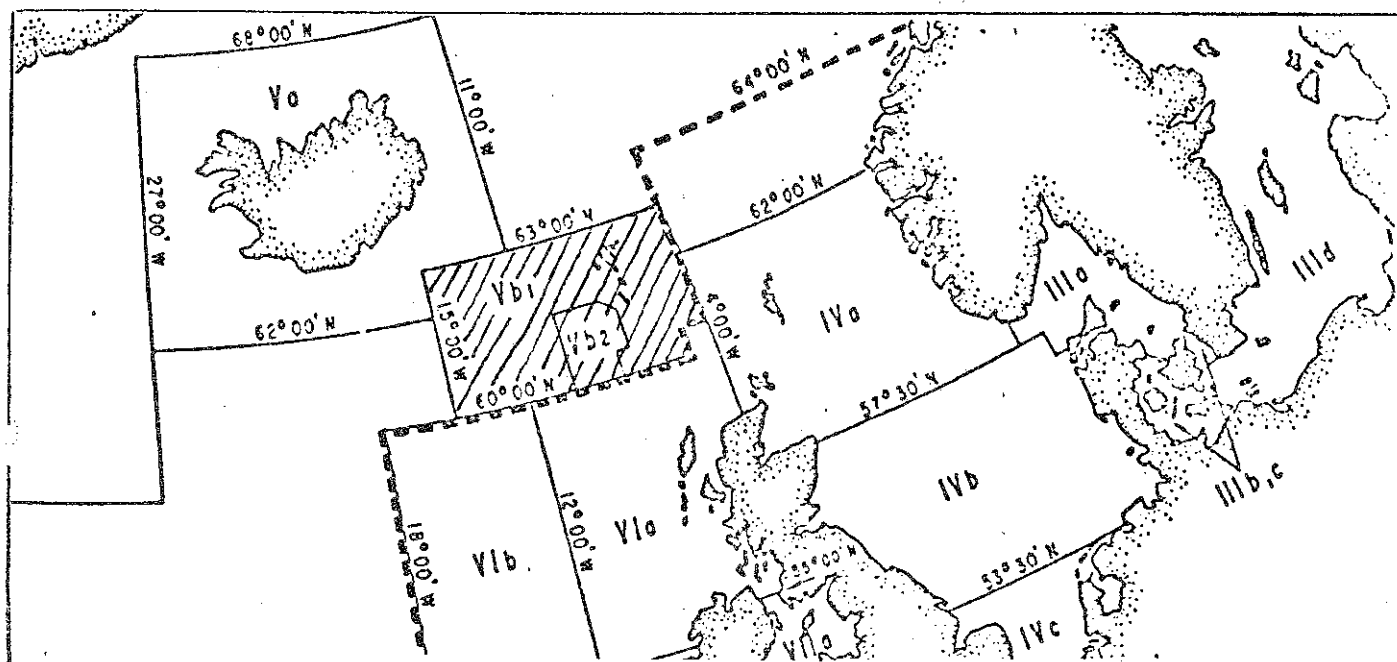 68°00' N
Va
11°00' W
64°00' N
27°00' W
62°00' N
63°00' N
IIId
IIIa
Vb1
IVa
62°00' N
15°00' W
Vb2
4°00' W
60°00' N
57°30' N
IVb
IIIb,c
VIa
12°00' W
VIb
18°00' W
55°00' N
53°30' N
IVc
VIIa